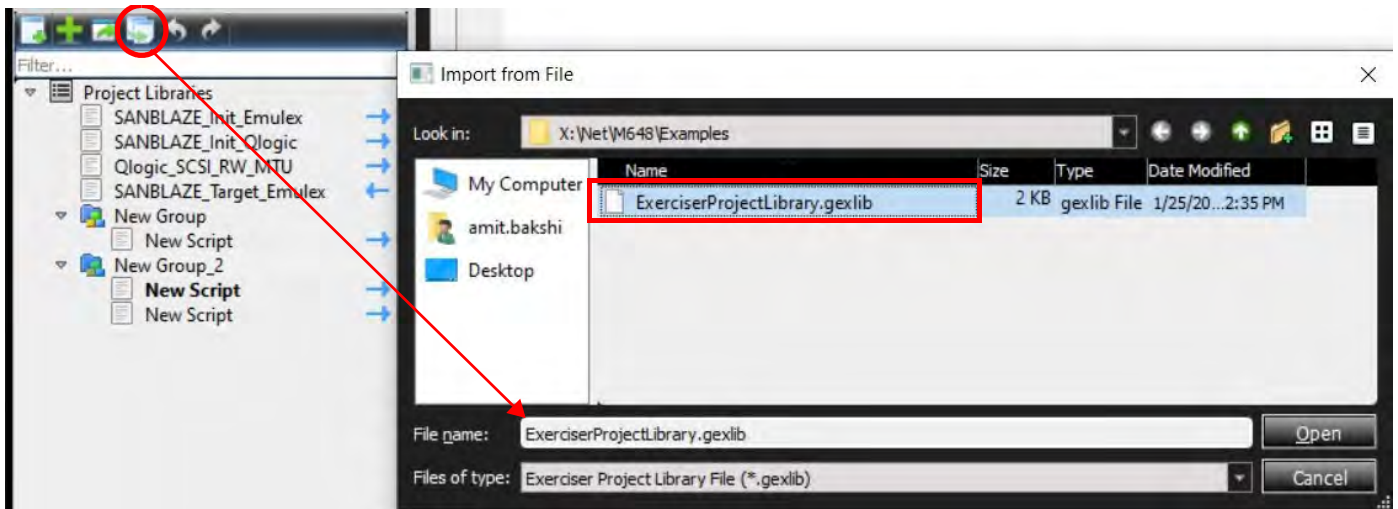 Filter...
Project Libraries
SANBLAZE_Init_Emulex
SANBLAZE_Init_Qlogic
Qlogic_SCSI_RW_MTU
SANBLAZE_Target_Emulex
New Group
New Script
New Group_2
New Script
New Script
Import from File
Look in: X:\Net\M648\Examples
My Computer
amit.bakshi
Desktop
Name Size Type Date Modified
ExerciserProjectLibrary.gexlib 2 KB gexlib File 1/25/20...2:35 PM
File name: ExerciserProjectLibrary.gexlib Open
Files of type: Exerciser Project Library File (*.gexlib) Cancel